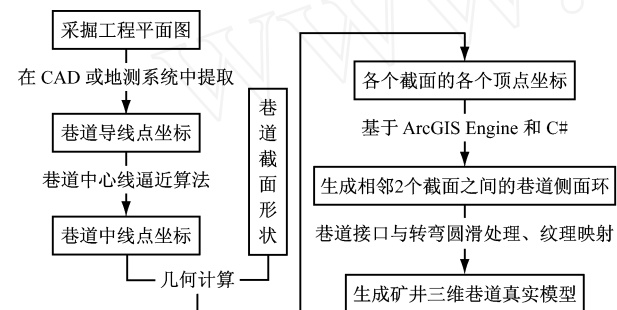 采掘工程平面图
在 CAD 或地测系统中提取
巷道导线点坐标
巷道中心线逼近算法
巷道中线点坐标
巷道截面形状
几何计算
各个截面的各个顶点坐标
基于 ArcGIS Engine 和 C#
生成相邻2个截面之间的巷道侧面环
巷道接口与转弯圆滑处理、纹理映射
生成矿井三维巷道真实模型